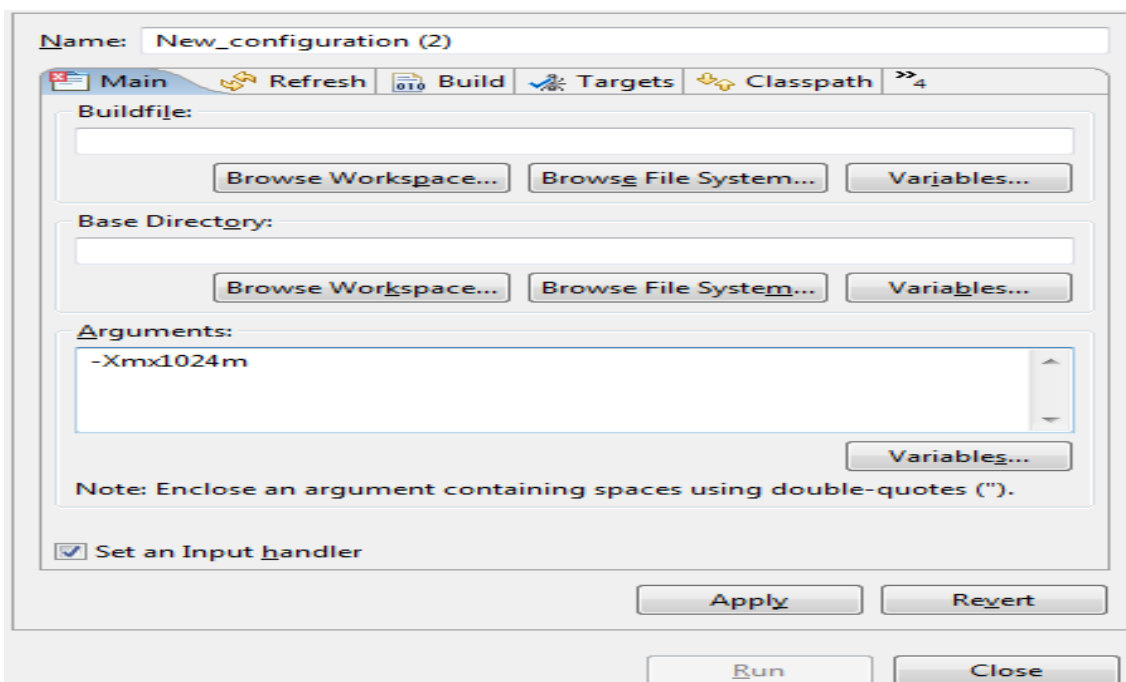 Name: New_configuration (2)
Main Refresh Build Targets Classpath »4
Buildfile:
Browse Workspace... Browse File System... Variables...
Base Directory:
Browse Workspace... Browse File System... Variables...
Arguments:
-Xmx1024m
Variables...
Note: Enclose an argument containing spaces using double-quotes (").
Set an Input handler
Apply Revert
Run Close